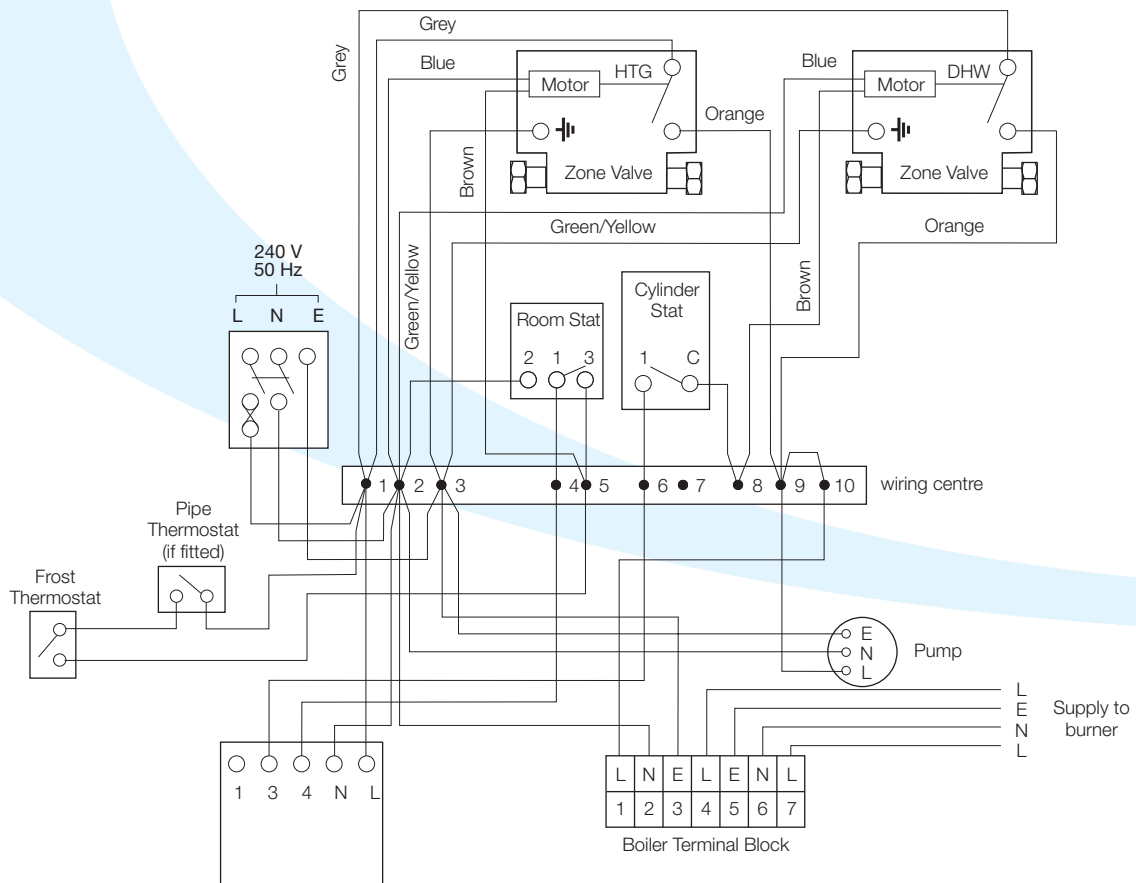 Grey
Grey
Blue
HTG
Motor
Orange
Brown
Zone Valve
Blue
DHW
Motor
Zone Valve
Green/Yellow
Green/Yellow
Orange
Brown
240 V
50 Hz
L N E
Room Stat
2 1 3
Cylinder
Stat
1 C
1 2 3 4 5 6 7 8 9 10
wiring centre
Pipe
Thermostat
(if fitted)
Frost
Thermostat
E
N
L
Pump
L
E
N
L
Supply to
burner
1 3 4 N L
L N E L E N L
1 2 3 4 5 6 7
Boiler Terminal Block